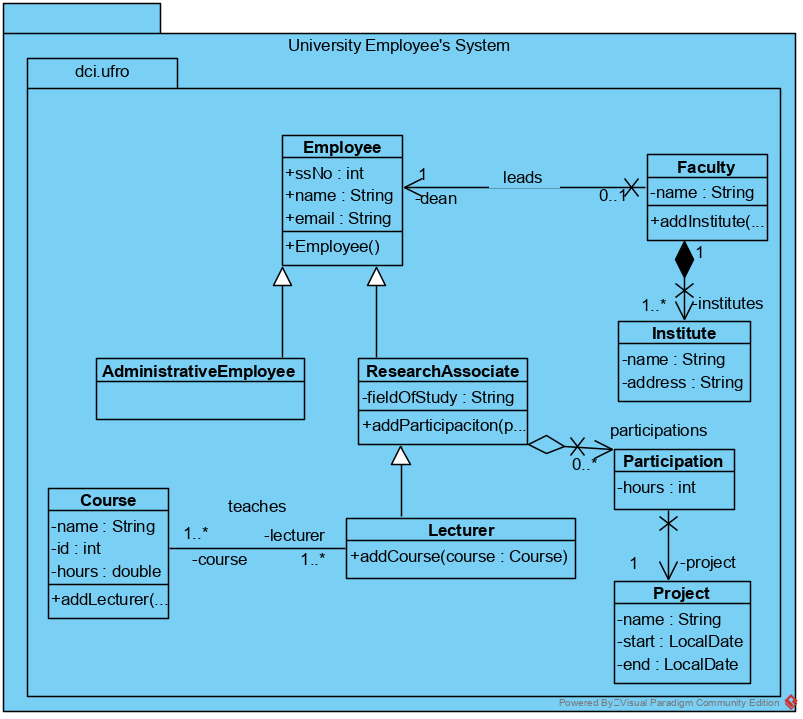 University Employee's System
dci.ufro
Employee
+ssNo : int
+name : String
+email : String
+Employee()
1
-dean
leads
0..1
Faculty
-name : String
+addInstitute(...
1
1..*
-institutes
Institute
-name : String
-address : String
AdministrativeEmployee
ResearchAssociate
-fieldOfStudy : String
+addParticipaciton(p...
participations
0..*
Participation
-hours : int
Course
-name : String
-id : int
-hours : double
+addLecturer(...
teaches
1..*
-course
-lecturer
1..*
Lecturer
+addCourse(course : Course)
1
-project
Project
-name : String
-start : LocalDate
-end : LocalDate
Powered By Visual Paradigm Community Edition